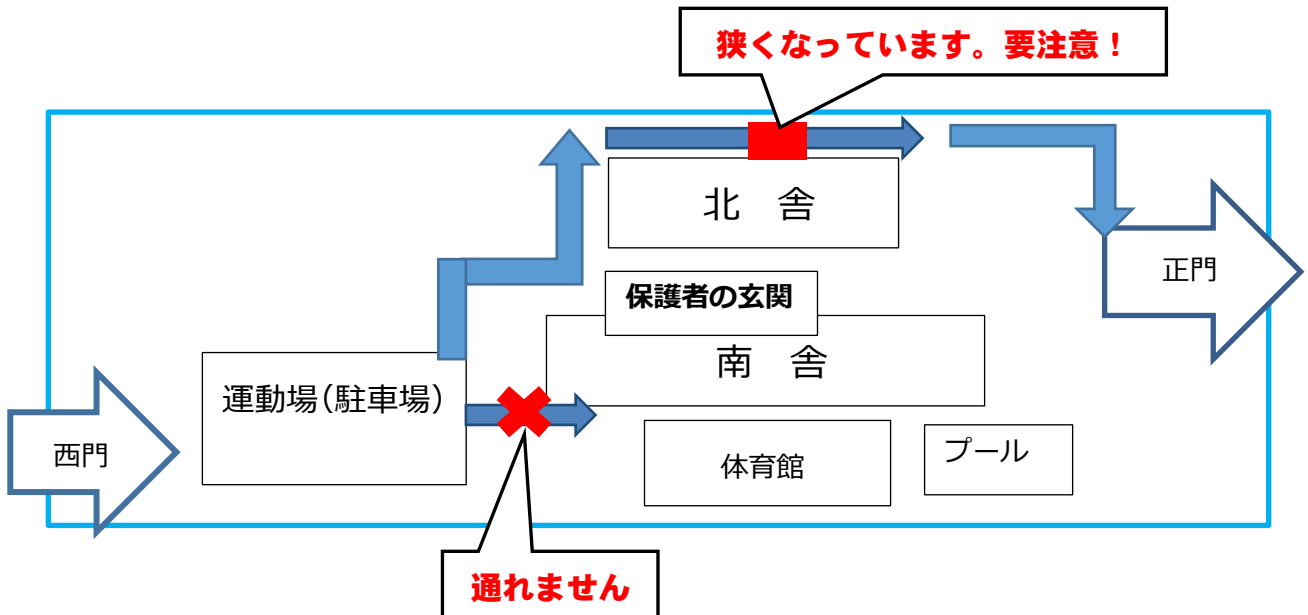 狭くなっています。要注意！
北　舎
正門
保護者の玄関
南　舎
運動場（駐車場）
西門
体育館
プール
通れません